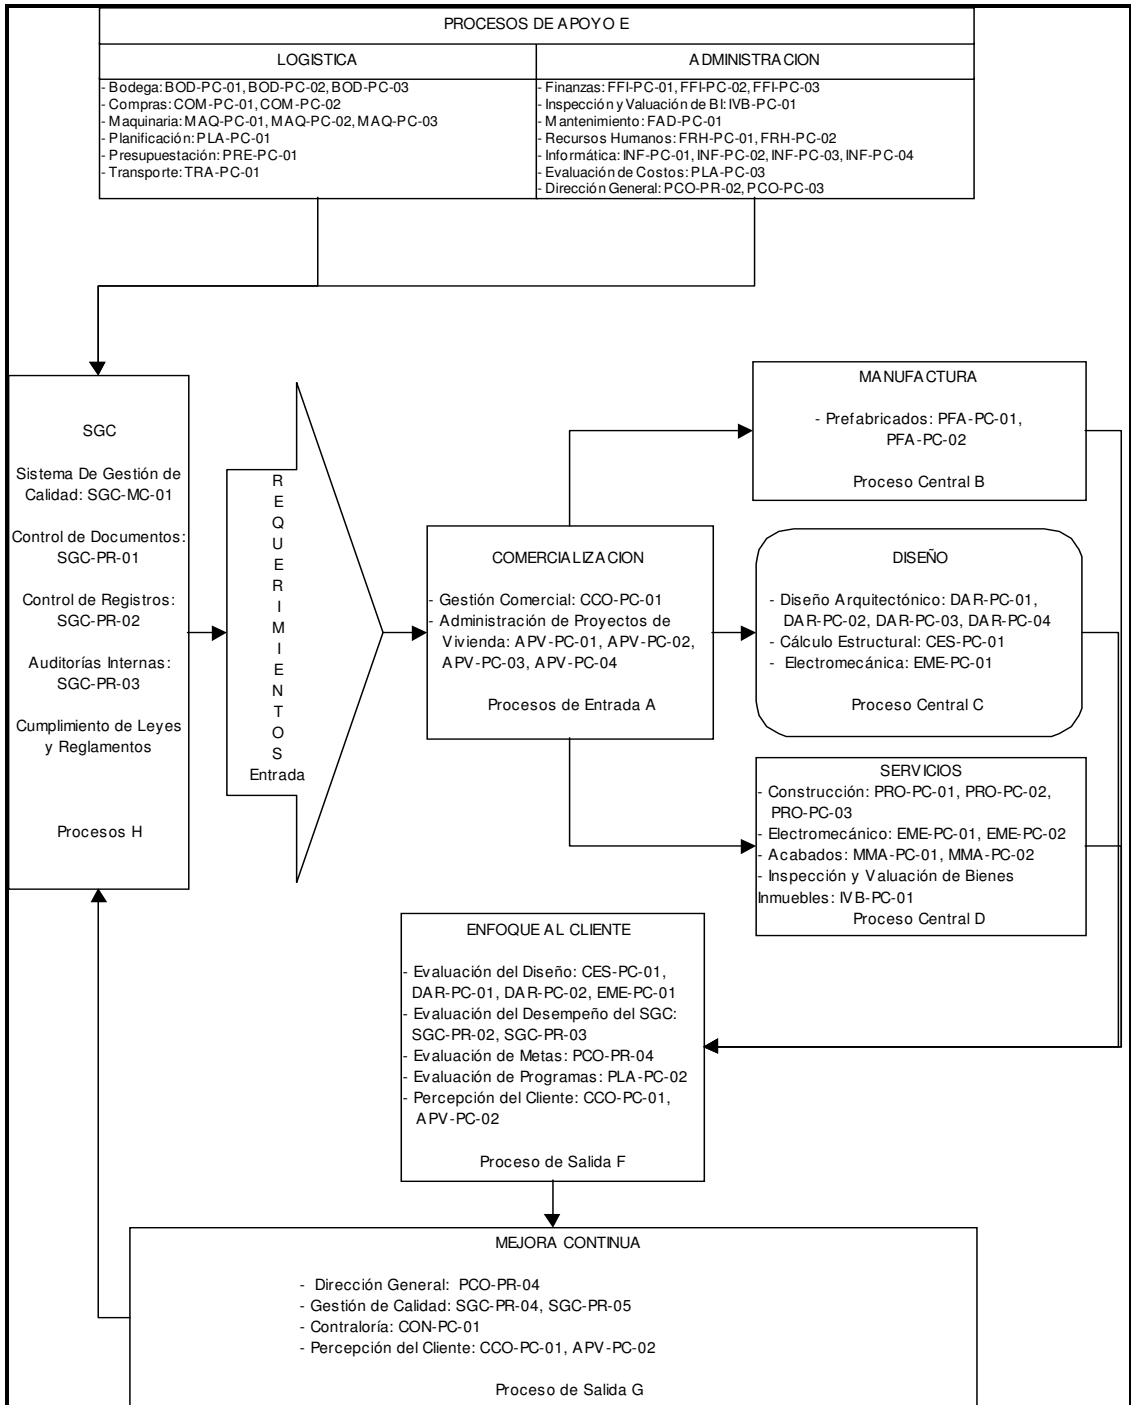 PROCESOS DE APOYO E
LOGISTICA
- Bodega: BOD-PC-01, BOD-PC-02, BOD-PC-03
- Compras: COM-PC-01, COM-PC-02
- Maquinaria: MAQ-PC-01, MAQ-PC-02, MAQ-PC-03
- Planificación: PLA-PC-01
- Presupuestación: PRE-PC-01
- Transporte: TRA-PC-01
ADMINISTRACION
- Finanzas: FFI-PC-01, FFI-PC-02, FFI-PC-03
- Inspección y Valuación de BI: IVB-PC-01
- Mantenimiento: FAD-PC-01
- Recursos Humanos: FRH-PC-01, FRH-PC-02
- Informática: INF-PC-01, INF-PC-02, INF-PC-03, INF-PC-04
- Evaluación de Costos: PLA-PC-03
- Dirección General: PCO-PR-02, PCO-PC-03
SGC
Sistema De Gestión de
Calidad: SGC-MC-01
Control de Documentos:
SGC-PR-01
Control de Registros:
SGC-PR-02
Auditorías Internas:
SGC-PR-03
Cumplimiento de Leyes
y Reglamentos
Procesos H
REQUERIMIENTOS
Entrada
COMERCIALIZACION
- Gestión Comercial: CCO-PC-01
- Administración de Proyectos de
Vivienda: APV-PC-01, APV-PC-02,
APV-PC-03, APV-PC-04
Procesos de Entrada A
MANUFACTURA
- Prefabricados: PFA-PC-01,
PFA-PC-02
Proceso Central B
DISEÑO
- Diseño Arquitectónico: DAR-PC-01,
DAR-PC-02, DAR-PC-03, DAR-PC-04
- Cálculo Estructural: CES-PC-01
- Electromecánica: EME-PC-01
Proceso Central C
SERVICIOS
- Construcción: PRO-PC-01, PRO-PC-02,
PRO-PC-03
- Electromecánico: EME-PC-01, EME-PC-02
- Acabados: MMA-PC-01, MMA-PC-02
- Inspección y Valuación de Bienes
Inmuebles: IVB-PC-01
Proceso Central D
ENFOQUE AL CLIENTE
- Evaluación del Diseño: CES-PC-01,
DAR-PC-01, DAR-PC-02, EME-PC-01
- Evaluación del Desempeño del SGC:
SGC-PR-02, SGC-PR-03
- Evaluación de Metas: PCO-PR-04
- Evaluación de Programas: PLA-PC-02
- Percepción del Cliente: CCO-PC-01,
APV-PC-02
Proceso de Salida F
MEJORA CONTINUA
- Dirección General: PCO-PR-04
- Gestión de Calidad: SGC-PR-04, SGC-PR-05
- Contraloría: CON-PC-01
- Percepción del Cliente: CCO-PC-01, APV-PC-02
Proceso de Salida G